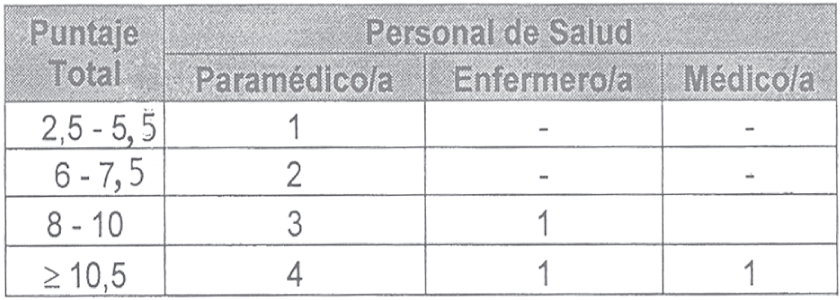 Puntaje Total Personal de Salud
Paramédico/a Enfermero/a Médico/a
2,5 - 5,5 1 - -
6 - 7,5 2 - -
8 - 10 3 1
≥ 10,5 4 1 1